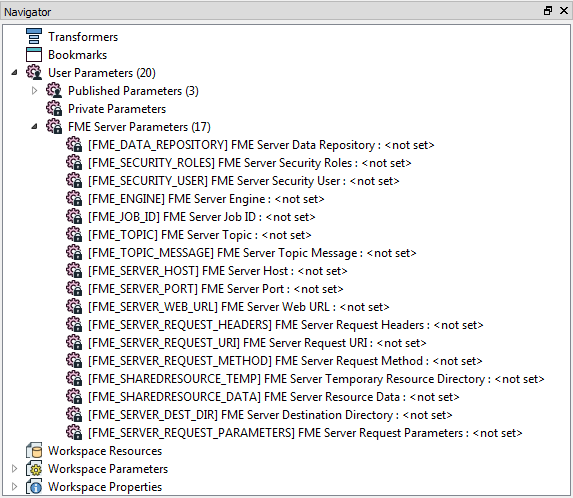 Navigator
Transformers
Bookmarks
User Parameters (20)
Published Parameters (3)
Private Parameters
FME Server Parameters (17)
[FME_DATA_REPOSITORY] FME Server Data Repository : <not set>
[FME_SECURITY_ROLES] FME Server Security Roles : <not set>
[FME_SECURITY_USER] FME Server Security User : <not set>
[FME_ENGINE] FME Server Engine : <not set>
[FME_JOB_ID] FME Server Job ID : <not set>
[FME_TOPIC] FME Server Topic : <not set>
[FME_TOPIC_MESSAGE] FME Server Topic Message : <not set>
[FME_SERVER_HOST] FME Server Host : <not set>
[FME_SERVER_PORT] FME Server Port : <not set>
[FME_SERVER_WEB_URL] FME Server Web URL : <not set>
[FME_SERVER_REQUEST_HEADERS] FME Server Request Headers : <not set>
[FME_SERVER_REQUEST_URI] FME Server Request URI : <not set>
[FME_SERVER_REQUEST_METHOD] FME Server Request Method : <not set>
[FME_SHAREDRESOURCE_TEMP] FME Server Temporary Resource Directory : <not set>
[FME_SHAREDRESOURCE_DATA] FME Server Resource Data : <not set>
[FME_SERVER_DEST_DIR] FME Server Destination Directory : <not set>
[FME_SERVER_REQUEST_PARAMETERS] FME Server Request Parameters : <not set>
Workspace Resources
Workspace Parameters
Workspace Properties